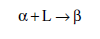 α + L → β